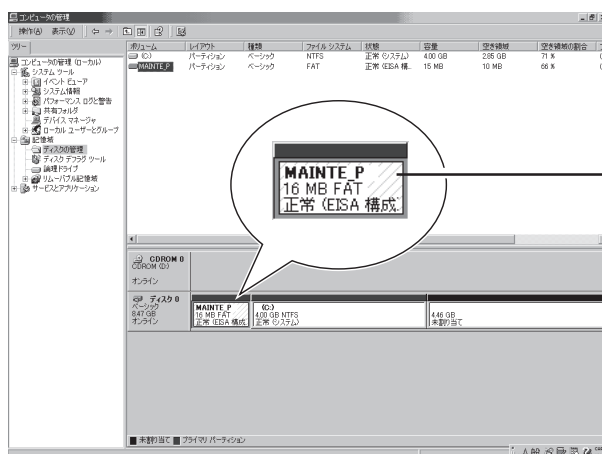 コンピュータの管理
操作(A) 表示(V)
ツリー
コンピュータの管理 (ローカル)
システム ツール
イベント ビューア
システム情報
パフォーマンス ログと警告
共有フォルダ
デバイス マネージャ
ローカル ユーザーとグループ
記憶域
ディスクの管理
ディスク デフラグ ツール
論理ドライブ
リムーバブル記憶域
サービスとアプリケーション
ボリューム レイアウト 種類 ファイル システム 状態 容量 空き領域 空き領域の割合
(C:) パーティション ベーシック NTFS 正常 (システム) 4.00 GB 2.85 GB 71 %
MAINTE_P パーティション ベーシック FAT 正常 (EISA 構... 15 MB 10 MB 66 %
MAINTE_P
16 MB FAT
正常 (EISA 構成
CDROM 0
CDROM (D:)
オンライン
ディスク 0
ベーシック
8.47 GB
オンライン
MAINTE_P
16 MB FAT
正常 (EISA 構成
(C:)
4.00 GB NTFS
正常 (システム)
4.46 GB
未割り当て
未割り当て プライマリ パーティション